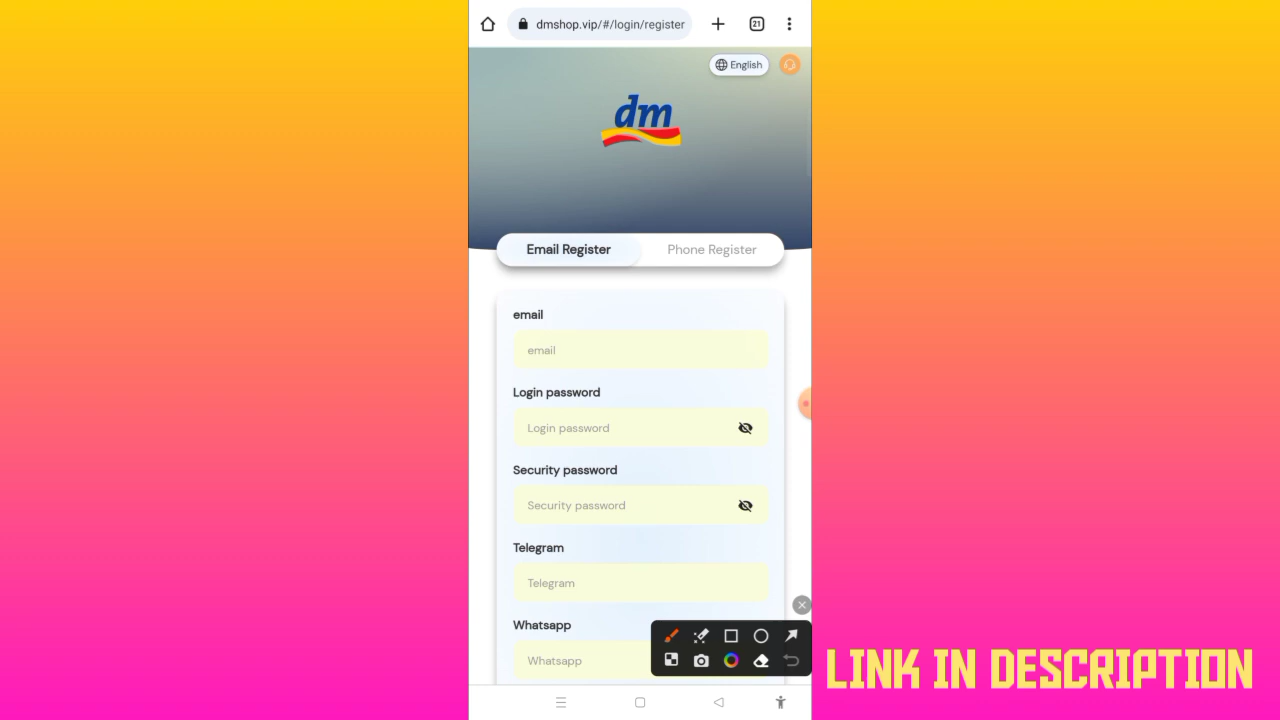 dmshop.vip/#/login/register
21
English
dm
Email Register
Phone Register
email
email
Login password
Login password
Security password
Security password
Telegram
Telegram
Whatsapp
Whatsapp
LINK IN DESCRIPTION